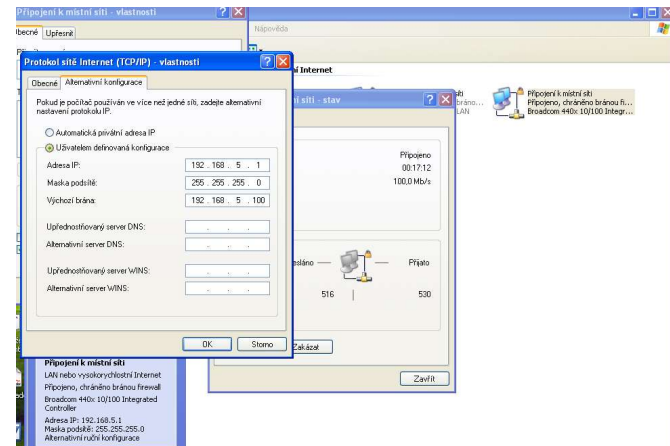 Připojení k místní síti - vlastnosti
Obecné
Upřesnit
Nápověda
Protokol sítě Internet (TCP/IP) - vlastnosti
Obecné
Alternativní konfigurace
Pokud je počítač používán ve více než jedné síti, zadejte alternativní
nastavení protokolu IP.
Automatická privátní adresa IP
Uživatelem definovaná konfigurace
Adresa IP:
192 . 168 . 5 . 1
Maska podsítě:
255 . 255 . 255 . 0
Výchozí brána:
192 . 168 . 5 . 100
Upřednostňovaný server DNS:
Alternativní server DNS:
Upřednostňovaný server WINS:
Alternativní server WINS:
OK
Storno
Internet
síti - stav
Připojeno
00:17:12
100,0 Mb/s
Přijato
516
530
Zakázat
Zavřít
LAN
Připojení k místní síti
Připojeno, chráněno bránou fi...
Broadcom 440x 10/100 Integr...
Připojení k místní síti
LAN nebo vysokorychlostní Internet
Připojeno, chráněno bránou firewall
Broadcom 440x 10/100 Integrated
Controller
Adresa IP: 192.168.5.1
Maska podsítě: 255.255.255.0
Alternativní ruční konfigurace